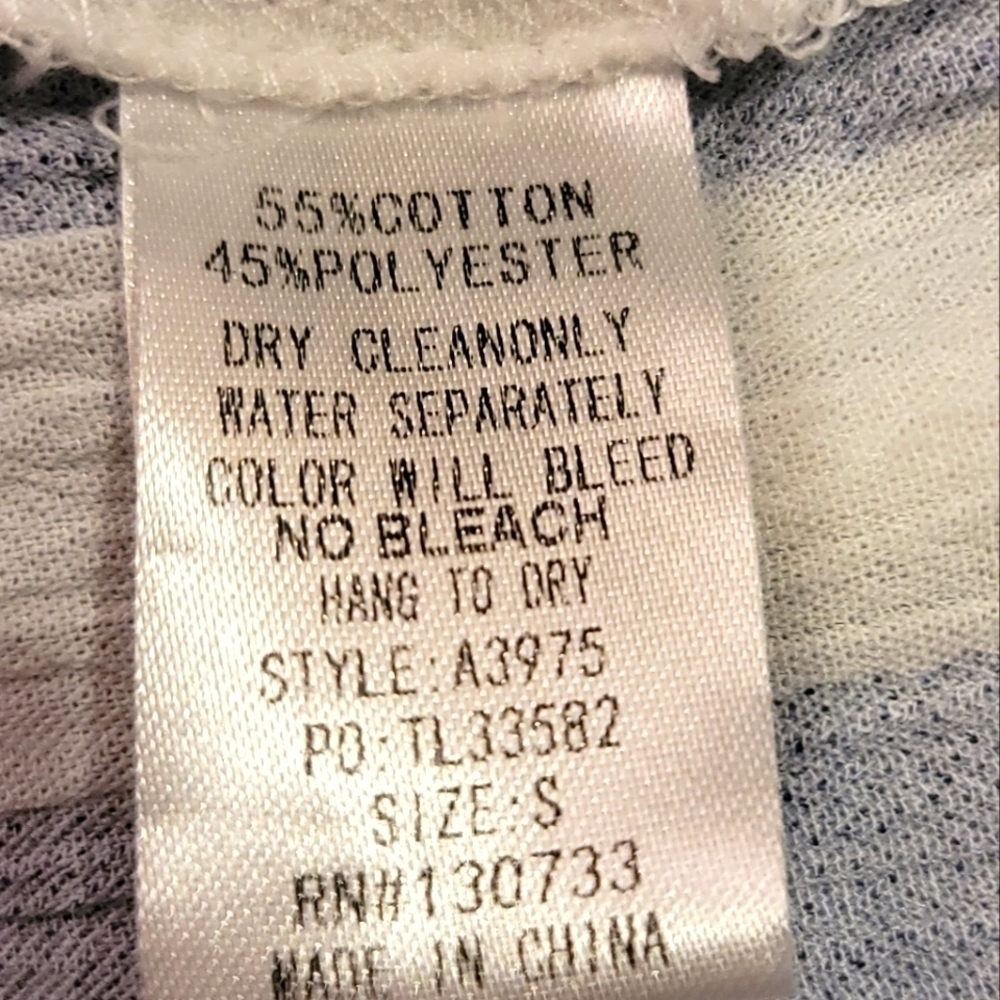 55%COTTON
45%POLYESTER
DRY CLEANONLY
WATER SEPARATELY
COLOR WILL BLEED
NO BLEACH
HANG TO DRY
STYLE:A3975
PO:TL33582
SIZE:S
RN#130733
MADE IN CHINA